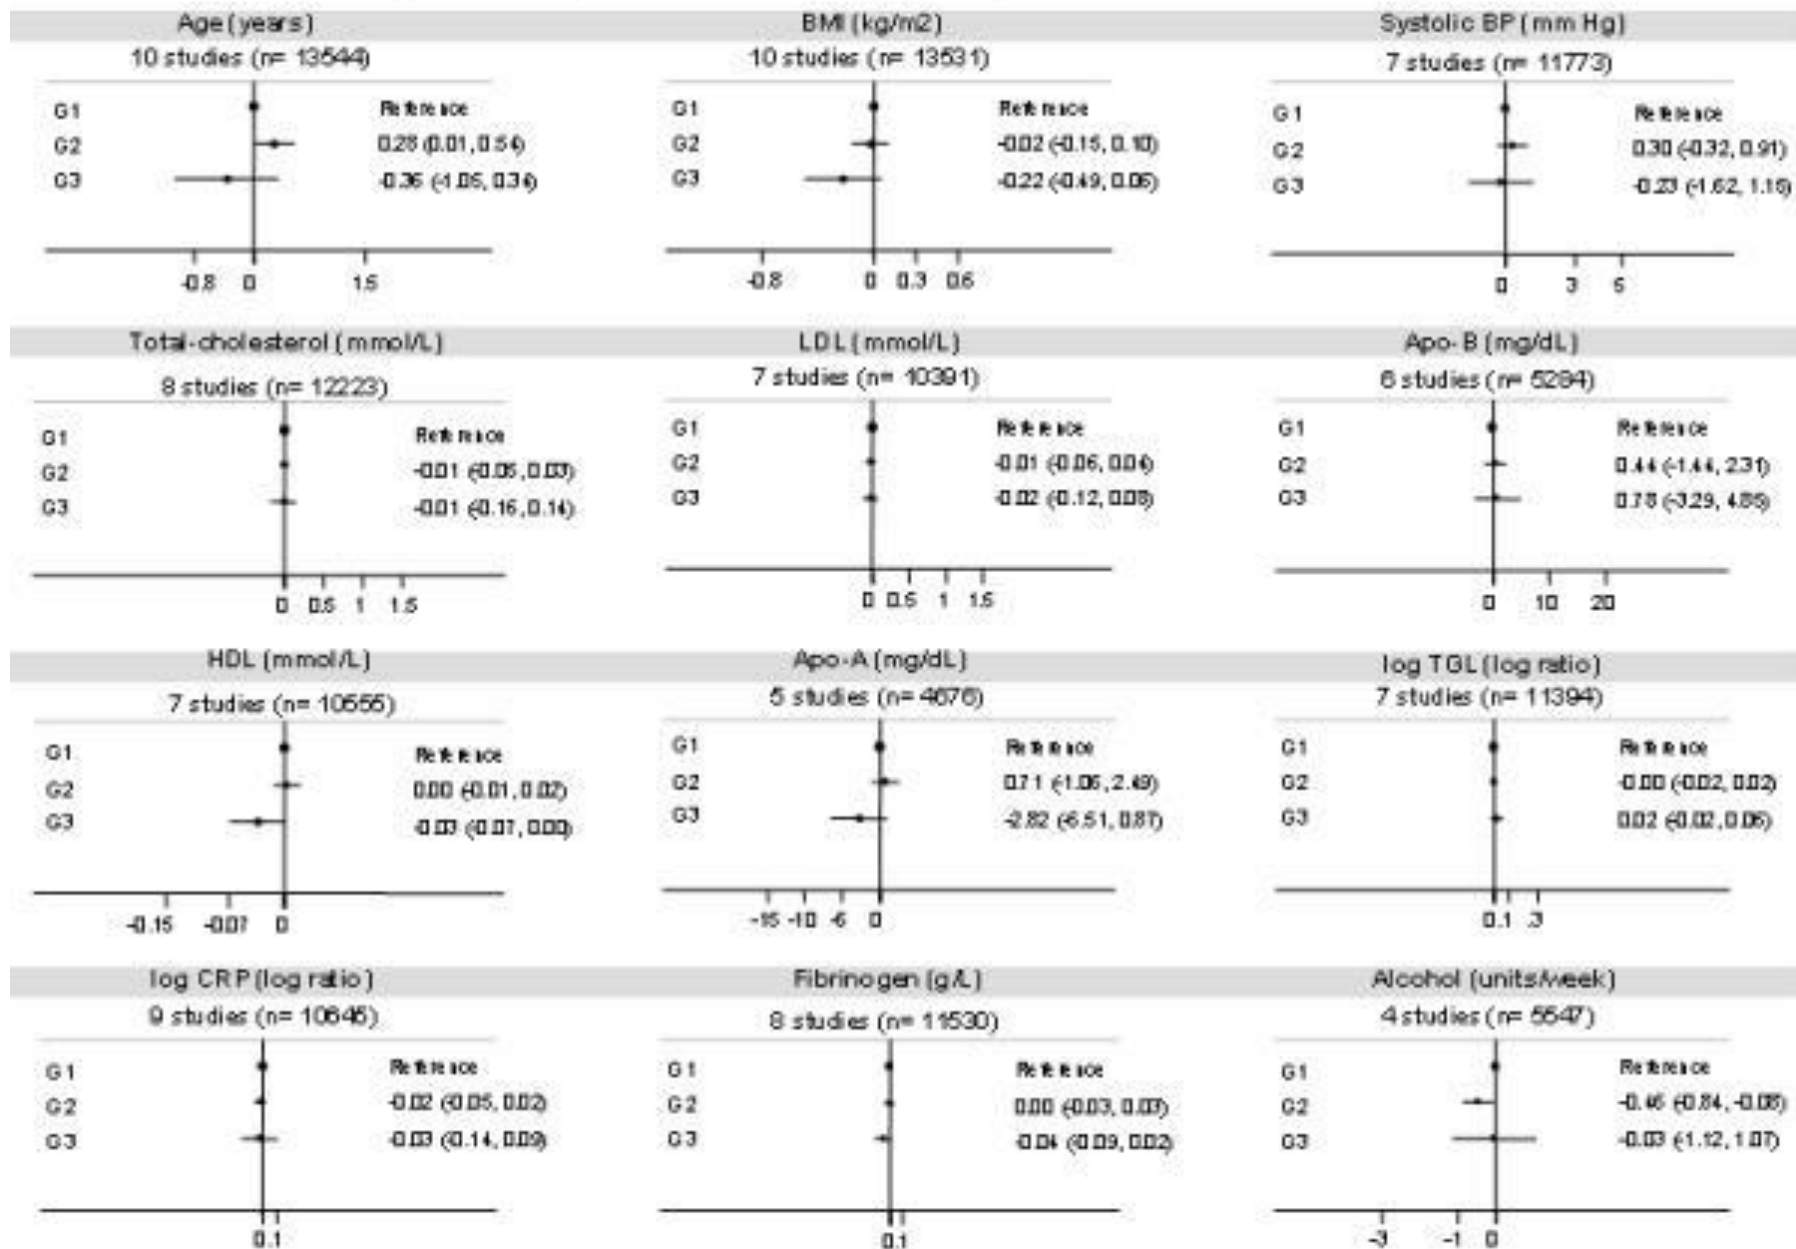 Age (years)
10 studies (n= 13544)
G1 Reference
G2 0.28 (0.01, 0.54)
G3 -0.36 (-1.05, 0.34)
-0.8 0 1.5
BMI (kg/m2)
10 studies (n= 13531)
G1 Reference
G2 -0.02 (-0.15, 0.10)
G3 -0.22 (-0.49, 0.06)
-0.8 0 0.3 0.6
Systolic BP (mm Hg)
7 studies (n= 11773)
G1 Reference
G2 0.30 (-0.32, 0.91)
G3 -0.23 (-1.62, 1.16)
0 3 5
Total-cholesterol (mmol/L)
8 studies (n= 12223)
G1 Reference
G2 -0.01 (-0.05, 0.03)
G3 -0.01 (-0.16, 0.14)
0 0.5 1 1.5
LDL (mmol/L)
7 studies (n= 10391)
G1 Reference
G2 -0.01 (-0.06, 0.04)
G3 -0.02 (-0.12, 0.08)
0 0.5 1 1.5
Apo-B (mg/dL)
6 studies (n= 5284)
G1 Reference
G2 0.44 (-1.44, 2.31)
G3 0.78 (-3.29, 4.85)
0 10 20
HDL (mmol/L)
7 studies (n= 10555)
G1 Reference
G2 0.00 (-0.01, 0.02)
G3 -0.03 (-0.07, 0.00)
-0.15 -0.07 0
Apo-A (mg/dL)
5 studies (n= 4676)
G1 Reference
G2 0.71 (-1.06, 2.49)
G3 -2.82 (-6.51, 0.87)
-15 -10 0
log TGL (log ratio)
7 studies (n= 11394)
G1 Reference
G2 -0.00 (-0.02, 0.02)
G3 0.02 (-0.02, 0.06)
0.1 .3
log CRP (log ratio)
9 studies (n= 10645)
G1 Reference
G2 -0.02 (-0.05, 0.02)
G3 -0.03 (-0.14, 0.09)
0.1
Fibrinogen (g/L)
8 studies (n= 11530)
G1 Reference
G2 0.00 (-0.03, 0.03)
G3 -0.04 (-0.09, 0.02)
0.1
Alcohol (units/week)
4 studies (n= 5547)
G1 Reference
G2 -0.46 (-0.84, -0.08)
G3 -0.03 (-1.12, 1.07)
-3 -1 0